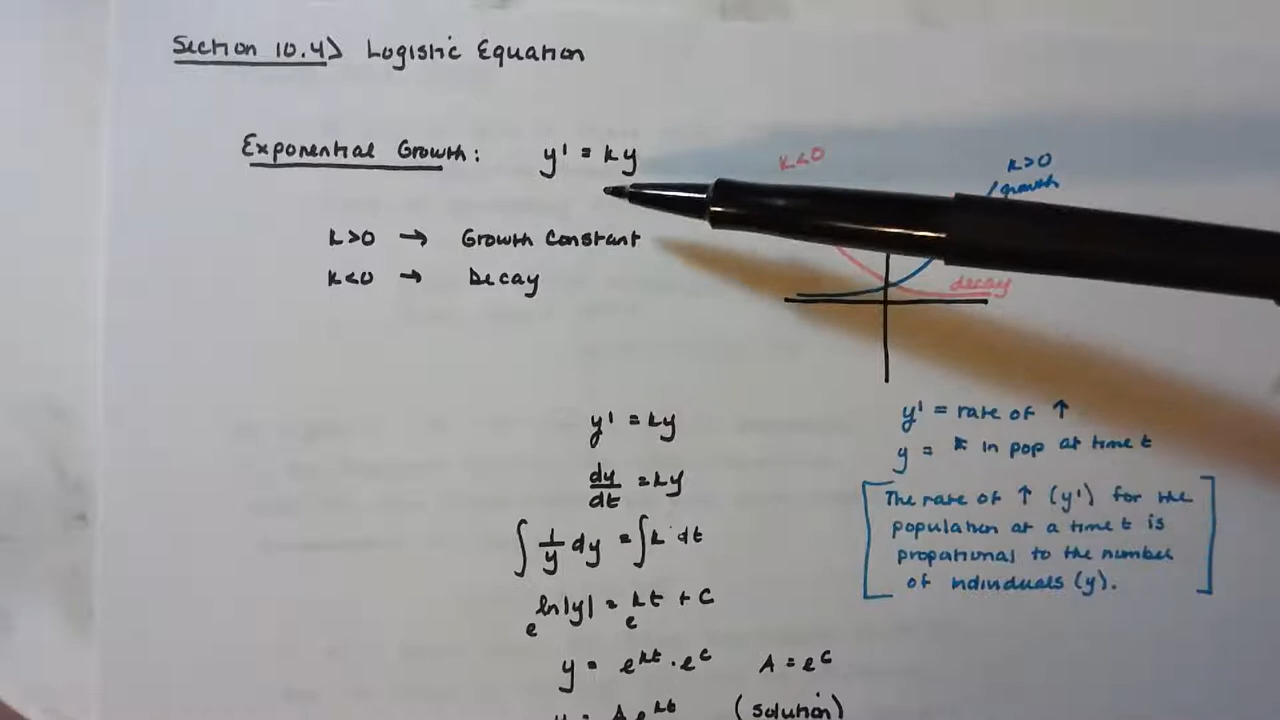 Section 10.4> Logistic Equation
Exponential Growth: y' = ky
k>0 → Growth Constant
k<0 → Decay
k<0
k>0
growth
decay
y' = ky
dy/dt = ky
∫ 1/y dy = ∫ k dt
e^ln|y| = e^kt + C
y = e^kt · e^C A = e^C
y = A e^kt (solution)
y' = rate of ↑
y = # in pop at time t
The rate of ↑ (y') for the
population at a time t is
propational to the number
of individuals (y).